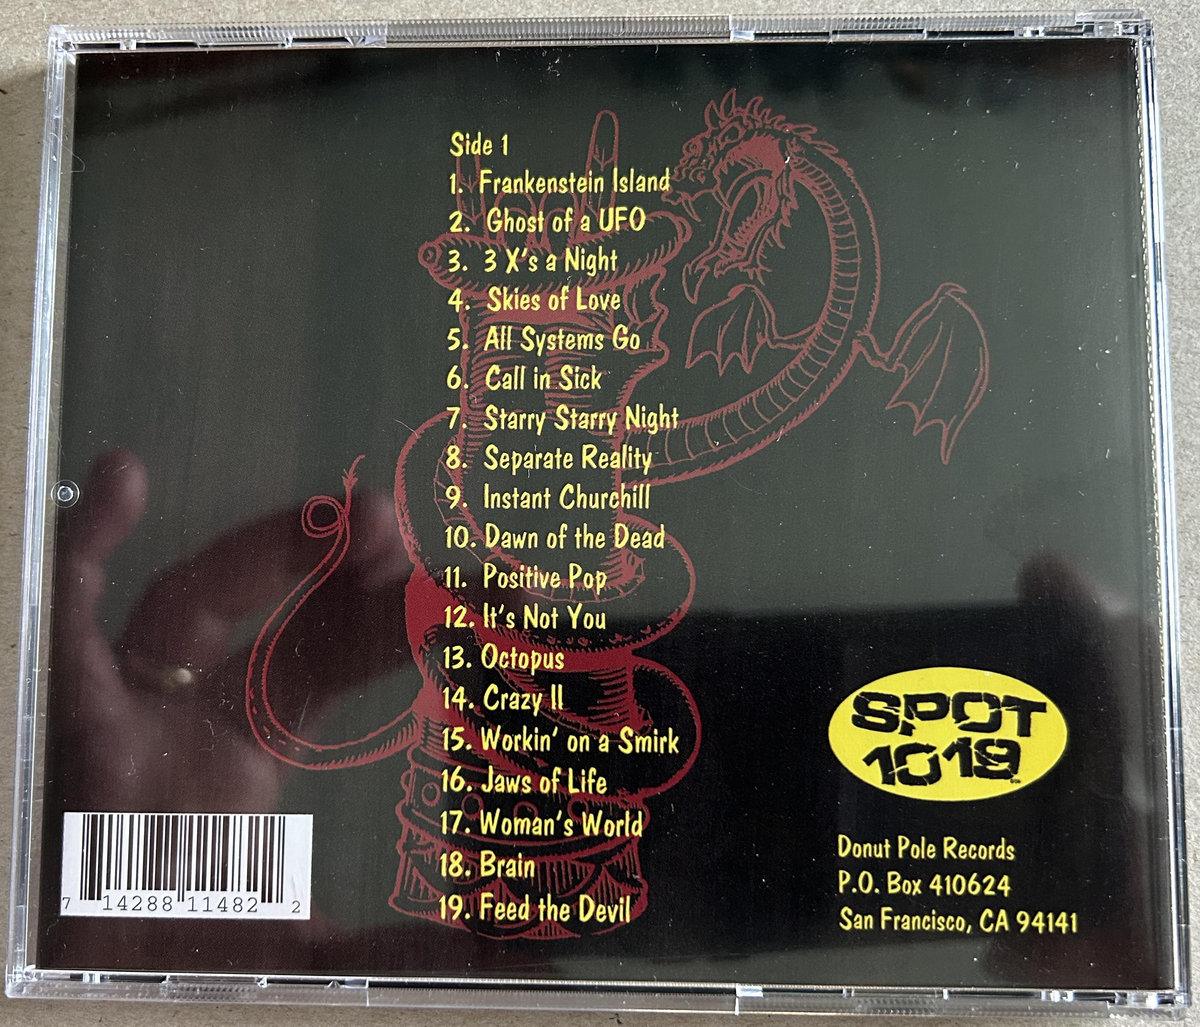 Side 1
1. Frankenstein Island
2. Ghost of a UFO
3. 3 X's a Night
4. Skies of Love
5. All Systems Go
6. Call in Sick
7. Starry Starry Night
8. Separate Reality
9. Instant Churchill
10. Dawn of the Dead
11. Positive Pop
12. It's Not You
13. Octopus
14. Crazy II
15. Workin' on a Smirk
16. Jaws of Life
17. Woman's World
18. Brain
19. Feed the Devil
SPOT
1019
Donut Pole Records
P.O. Box 410624
San Francisco, CA 94141
7 14288 11482 2